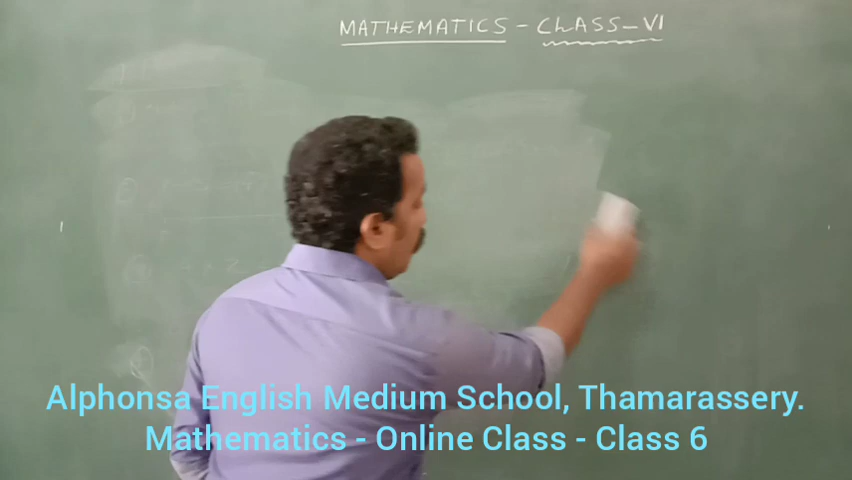 MATHEMATICS - CLASS - VI
Alphonsa English Medium School, Thamarassery.
Mathematics - Online Class - Class 6